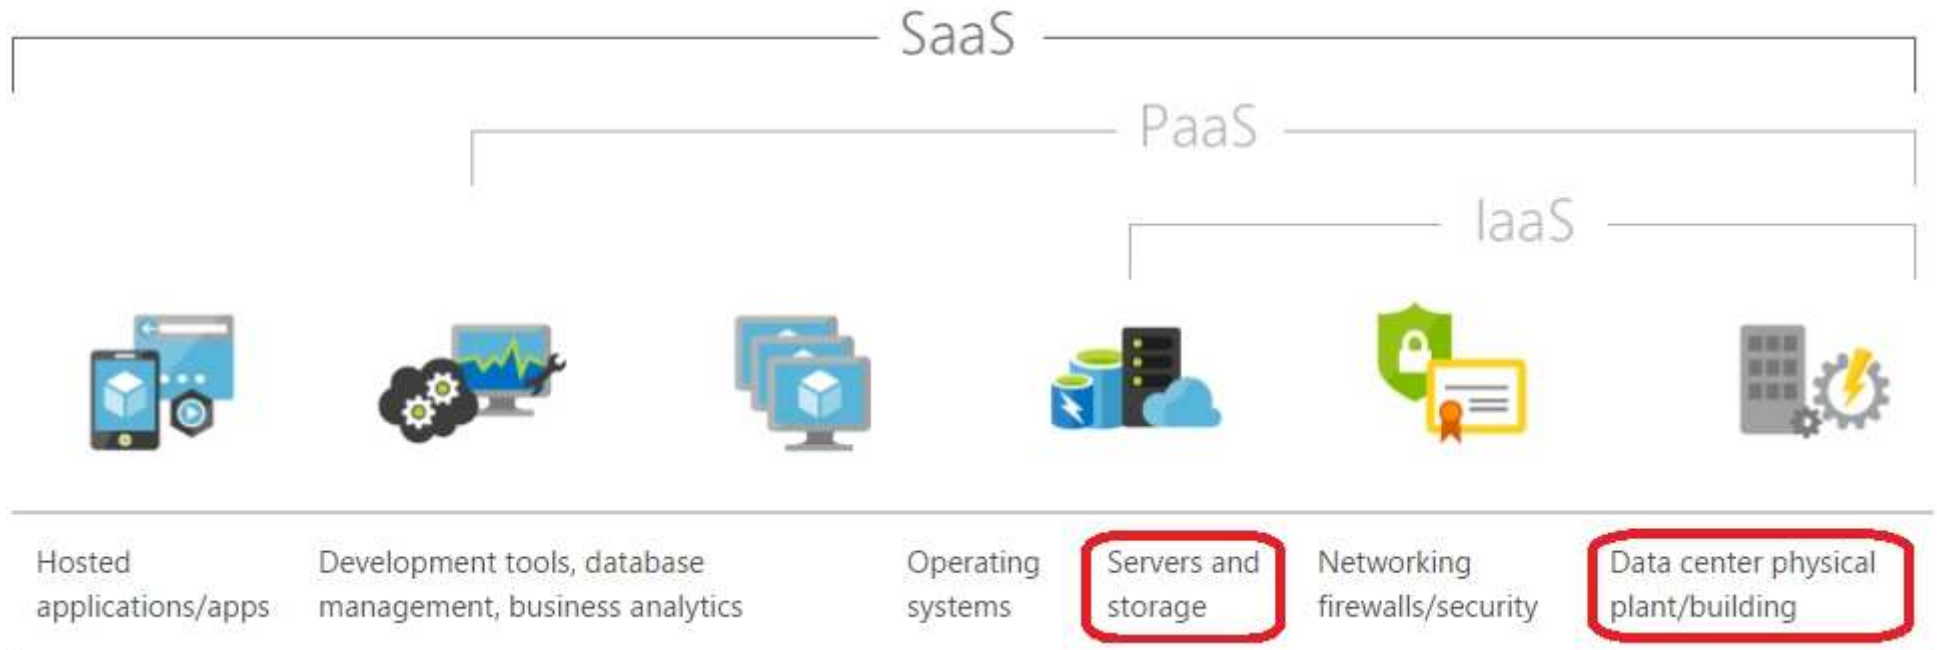 SaaS
PaaS
IaaS
Hosted
applications/apps
Development tools, database
management, business analytics
Operating
systems
Servers and
storage
Networking
firewalls/security
Data center physical
plant/building